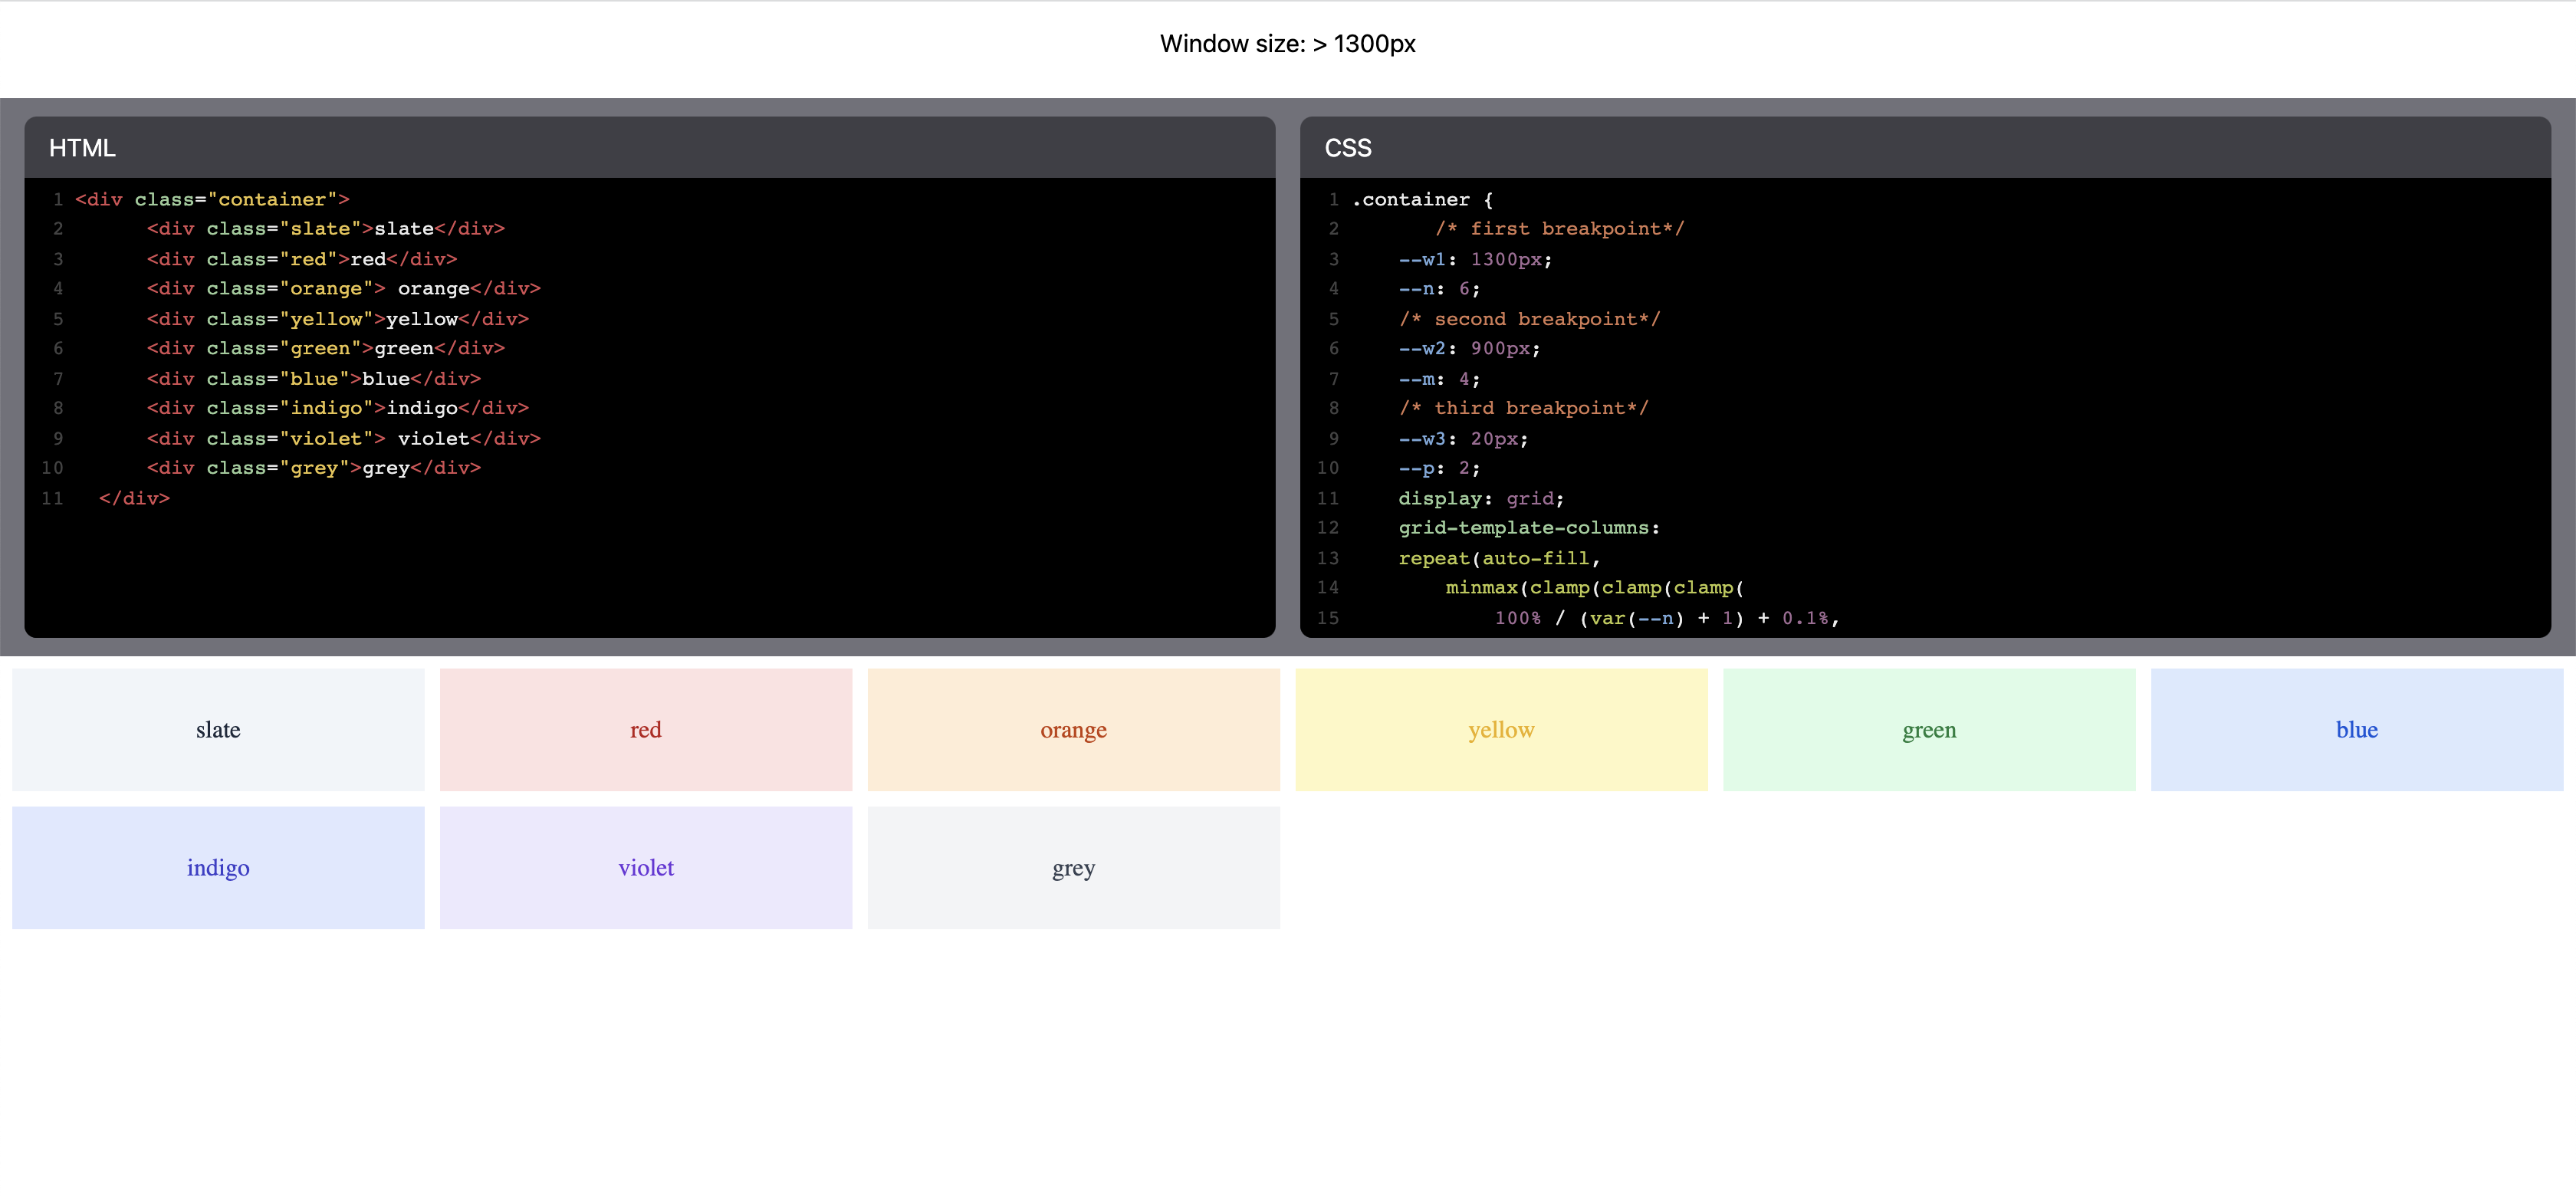 Window size: > 1300px
HTML
1 <div class="container">
2       <div class="slate">slate</div>
3       <div class="red">red</div>
4       <div class="orange"> orange</div>
5       <div class="yellow">yellow</div>
6       <div class="green">green</div>
7       <div class="blue">blue</div>
8       <div class="indigo">indigo</div>
9       <div class="violet"> violet</div>
10       <div class="grey">grey</div>
11   </div>
CSS
1 .container {
2        /* first breakpoint*/
3     --w1: 1300px;
4     --n: 6;
5     /* second breakpoint*/
6     --w2: 900px;
7     --m: 4;
8     /* third breakpoint*/
9     --w3: 20px;
10     --p: 2;
11     display: grid;
12     grid-template-columns:
13     repeat(auto-fill,
14         minmax(clamp(clamp(clamp(
15             100% / (var(--n) + 1) + 0.1%,
slate red orange yellow green blue
indigo violet grey